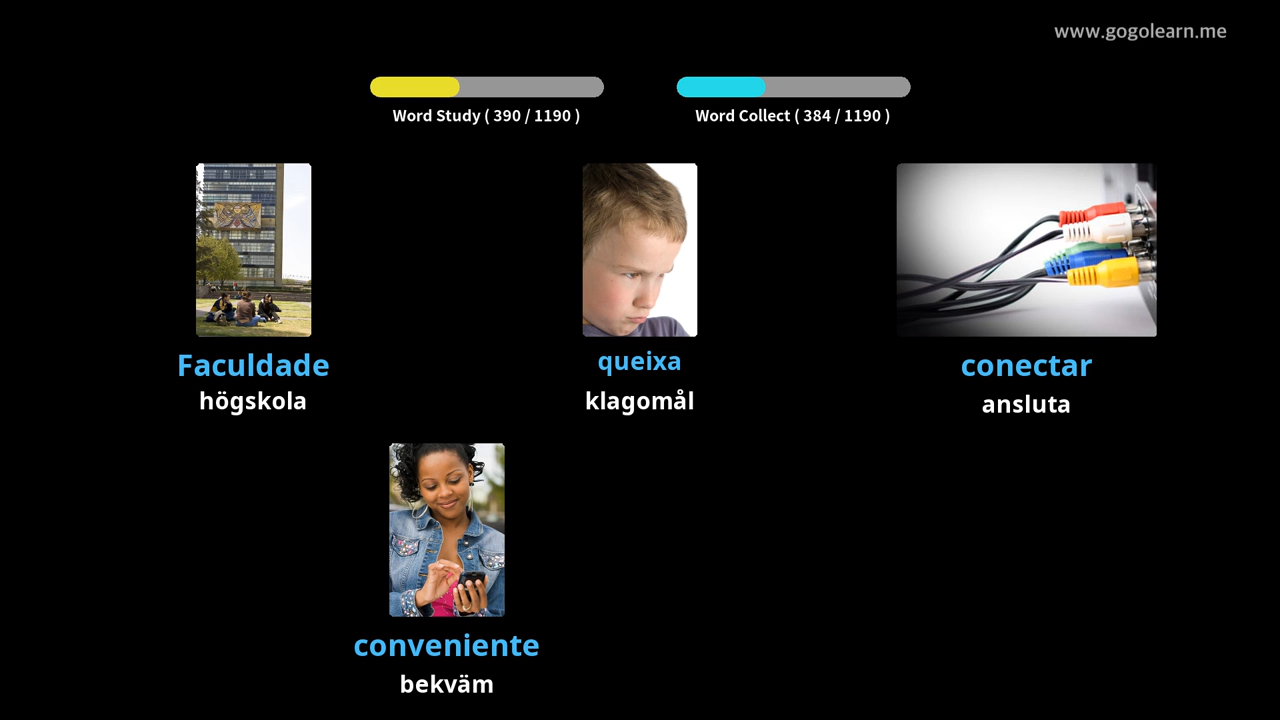 www.gogolearn.me
Word Study ( 390 / 1190 )
Word Collect ( 384 / 1190 )
Faculdade
högskola
queixa
klagomål
conectar
ansluta
conveniente
bekväm